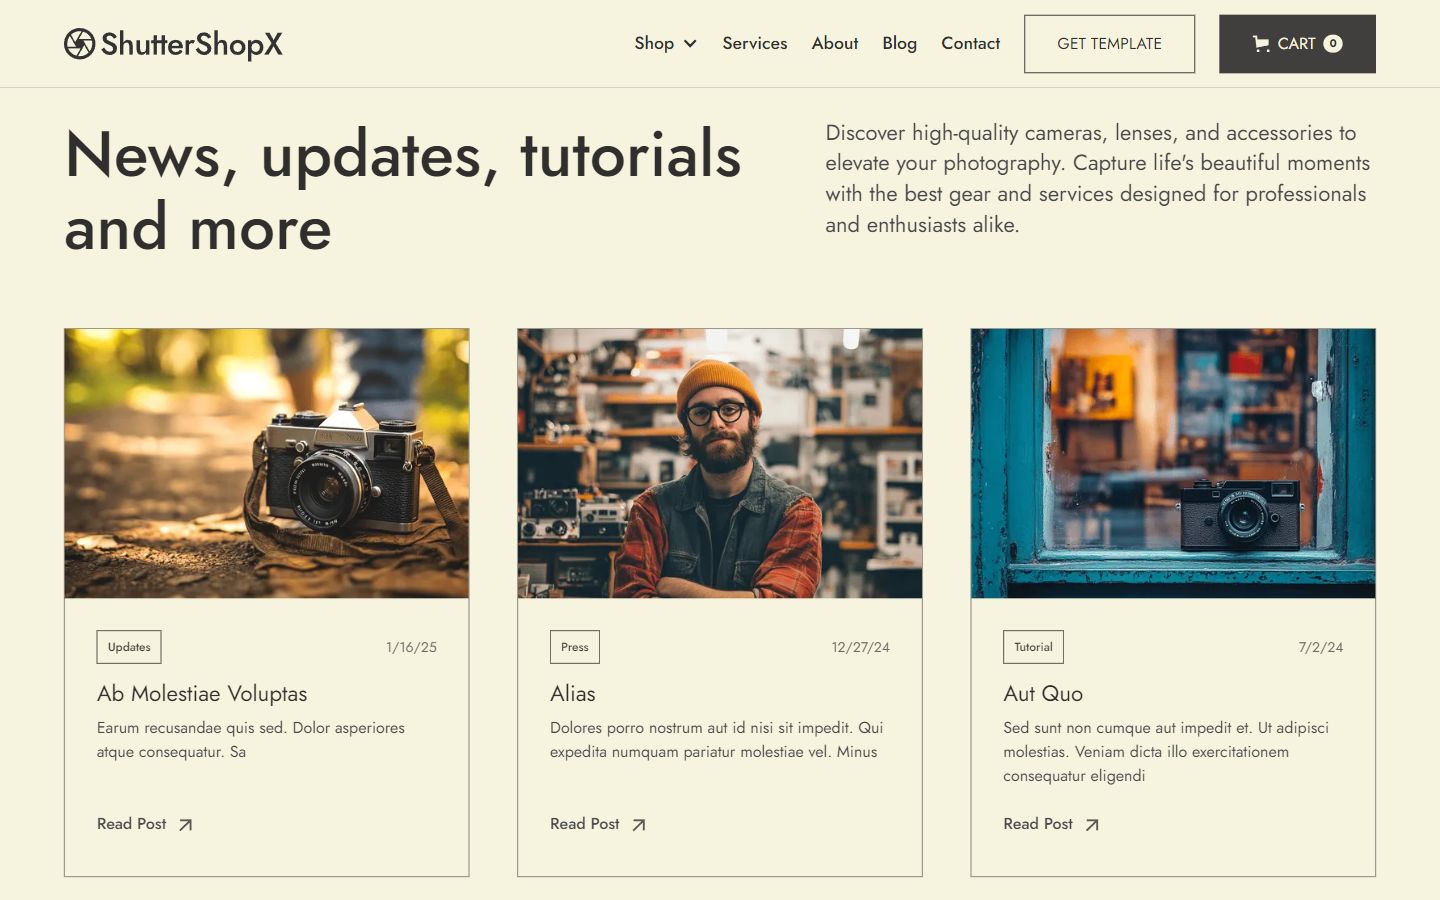 ShutterShopX
Shop
Services
About
Blog
Contact
GET TEMPLATE
CART 0
News, updates, tutorials
and more
Discover high-quality cameras, lenses, and accessories to
elevate your photography. Capture life's beautiful moments
with the best gear and services designed for professionals
and enthusiasts alike.
Updates
1/16/25
Ab Molestiae Voluptas
Earum recusandae quis sed. Dolor asperiores
atque consequatur. Sa
Read Post
Press
12/27/24
Alias
Dolores porro nostrum aut id nisi sit impedit. Qui
expedita numquam pariatur molestiae vel. Minus
Read Post
Tutorial
7/2/24
Aut Quo
Sed sunt non cumque aut impedit et. Ut adipisci
molestias. Veniam dicta illo exercitationem
consequatur eligendi
Read Post